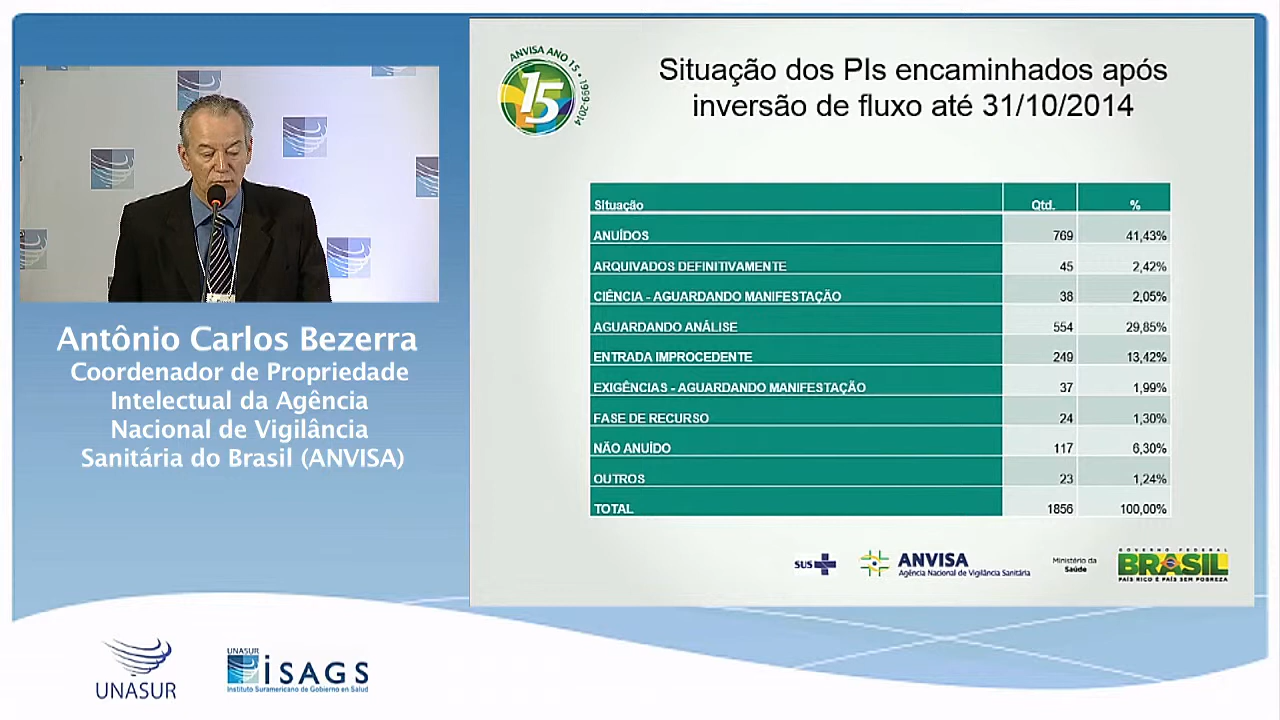 ANVISA ANO 15 • 1999-2014
15
Situação dos PIs encaminhados após
inversão de fluxo até 31/10/2014
Situação Qtd. %
ANUÍDOS 769 41,43%
ARQUIVADOS DEFINITIVAMENTE 45 2,42%
CIÊNCIA - AGUARDANDO MANIFESTAÇÃO 38 2,05%
AGUARDANDO ANÁLISE 554 29,85%
ENTRADA IMPROCEDENTE 249 13,42%
EXIGÊNCIAS - AGUARDANDO MANIFESTAÇÃO 37 1,99%
FASE DE RECURSO 24 1,30%
NÃO ANUÍDO 117 6,30%
OUTROS 23 1,24%
TOTAL 1856 100,00%
SUS
ANVISA
Agência Nacional de Vigilância Sanitária
Ministério da
Saúde
GOVERNO FEDERAL
BRASIL
PAÍS RICO É PAÍS SEM POBREZA
Antônio Carlos Bezerra
Coordenador de Propriedade
Intelectual da Agência
Nacional de Vigilância
Sanitária do Brasil (ANVISA)
UNASUR
UNASUR
iSAGS
Instituto Suramericano de Gobierno en Salud